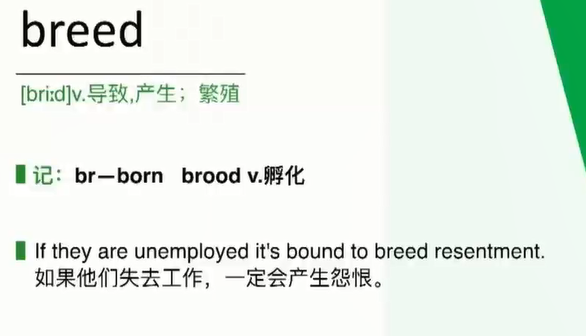 breed
[bri:d]v.导致,产生；繁殖
记：br—born brood v.孵化
If they are unemployed it's bound to breed resentment.
如果他们失去工作，一定会产生怨恨。